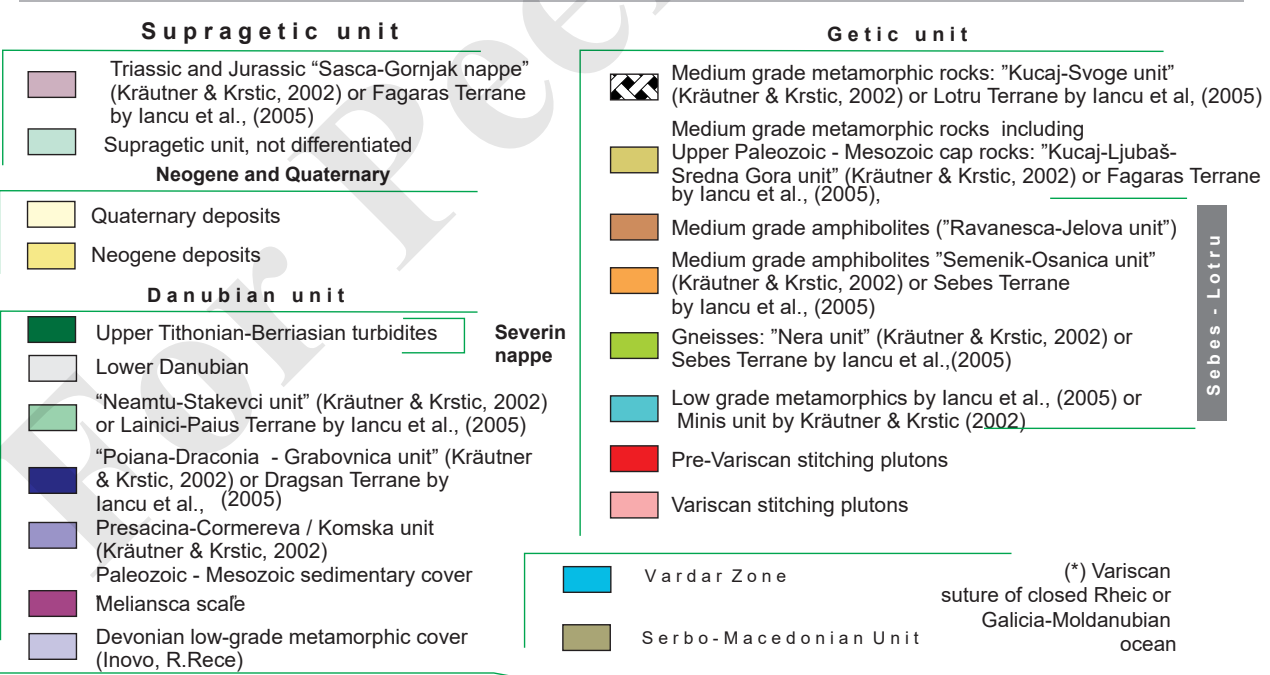 Supragetic unit
Triassic and Jurassic “Sasca-Gornjak nappe”
(Kräutner & Krstic, 2002) or Fagaras Terrane
by Iancu et al., (2005)
Supragetic unit, not differentiated
Neogene and Quaternary
Quaternary deposits
Neogene deposits
Danubian unit
Upper Tithonian-Berriasian turbidites
Severin
nappe
Lower Danubian
“Neamtu-Stakevci unit” (Kräutner & Krstic, 2002)
or Lainici-Paius Terrane by Iancu et al., (2005)
“Poiana-Draconia - Grabovnica unit” (Kräutner
& Krstic, 2002) or Dragsan Terrane by
Iancu et al., (2005)
Presacina-Cormereva / Komska unit
(Kräutner & Krstic, 2002)
Paleozoic - Mesozoic sedimentary cover
Meliansca scale
Devonian low-grade metamorphic cover
(Inovo, R.Rece)
Getic unit
Medium grade metamorphic rocks: ”Kucaj-Svoge unit”
(Kräutner & Krstic, 2002) or Lotru Terrane by Iancu et al, (2005)
Medium grade metamorphic rocks including
Upper Paleozoic - Mesozoic cap rocks: ”Kucaj-Ljubaš-
Sredna Gora unit” (Kräutner & Krstic, 2002) or Fagaras Terrane
by Iancu et al., (2005),
Medium grade amphibolites (”Ravanesca-Jelova unit”)
Medium grade amphibolites ”Semenik-Osanica unit”
(Kräutner & Krstic, 2002) or Sebes Terrane
by Iancu et al., (2005)
Gneisses: ”Nera unit” (Kräutner & Krstic, 2002) or
Sebes Terrane by Iancu et al.,(2005)
Low grade metamorphics by Iancu et al., (2005) or
Minis unit by Kräutner & Krstic (2002)
Sebes - Lotru
Pre-Variscan stitching plutons
Variscan stitching plutons
Vardar Zone
Serbo-Macedonian Unit
(*) Variscan
suture of closed Rheic or
Galicia-Moldanubian
ocean
For Pee